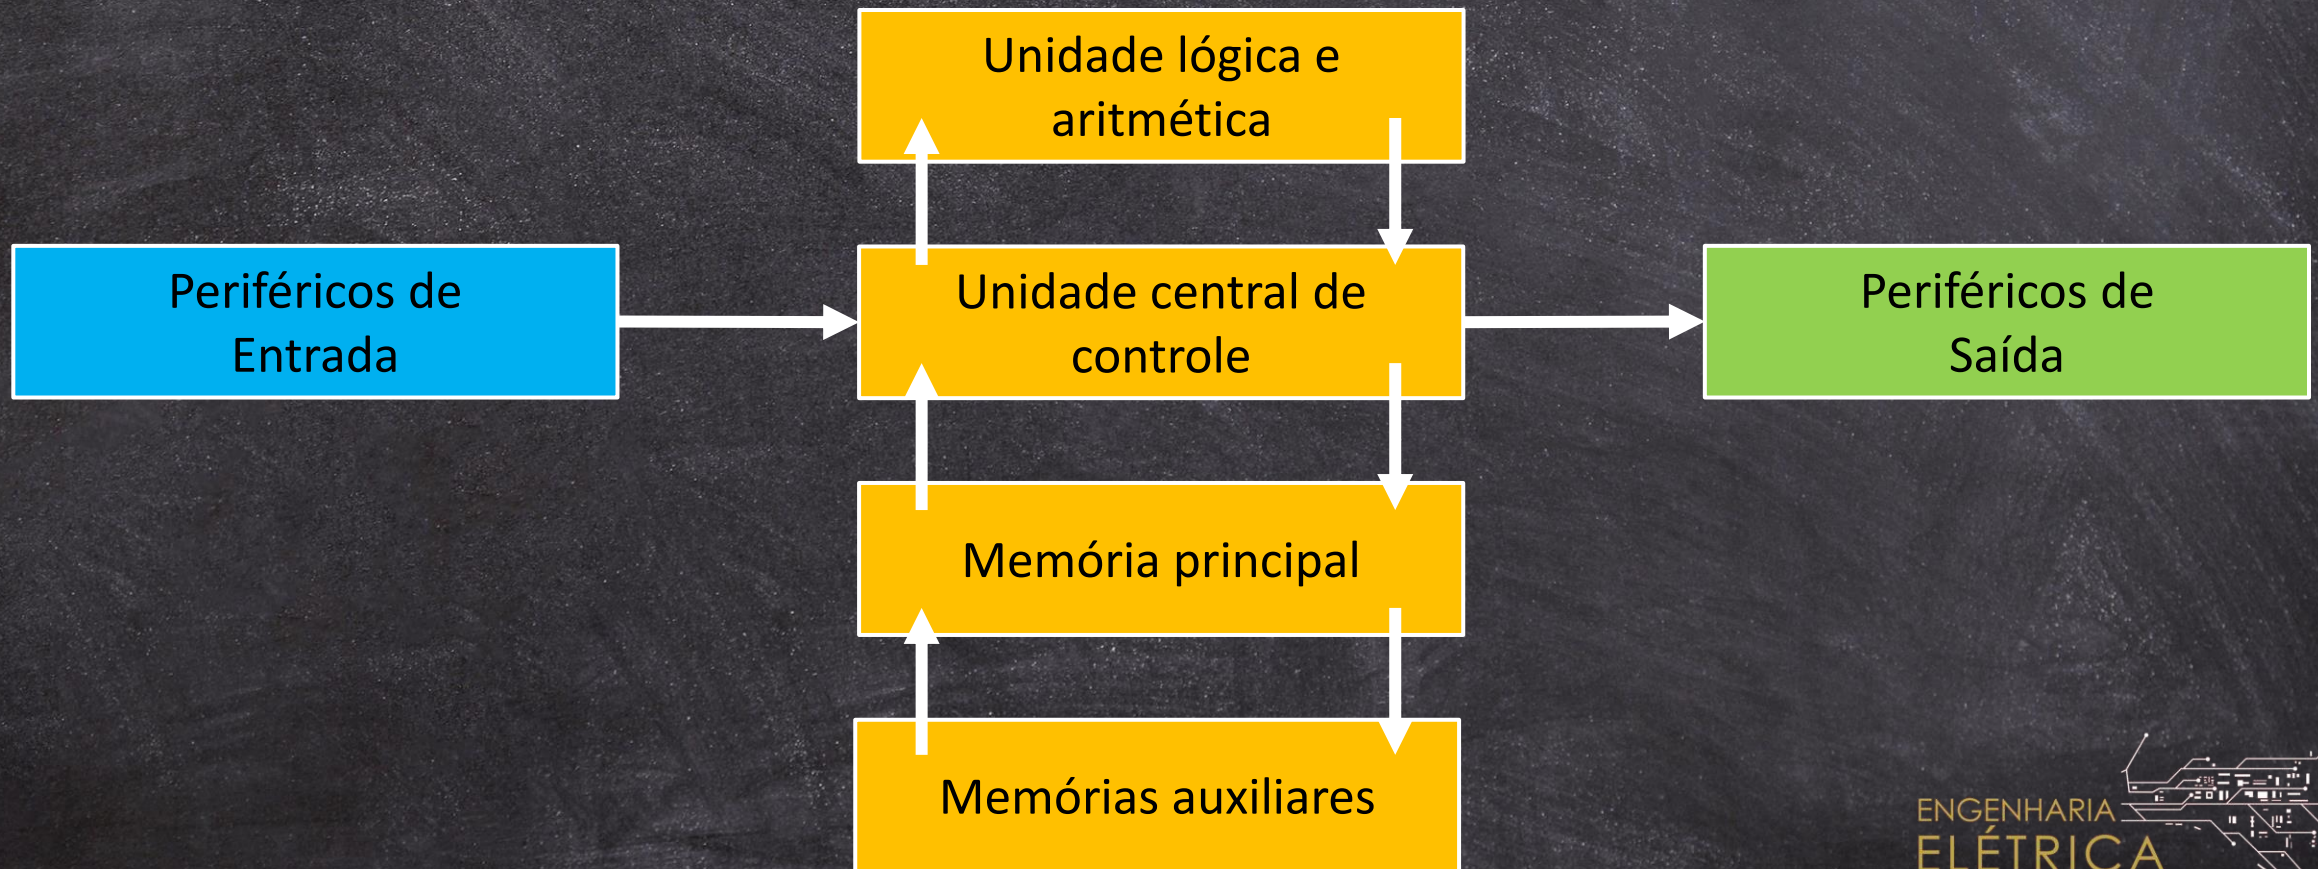 Unidade lógica e
aritmética
Periféricos de
Entrada
Unidade central de
controle
Periféricos de
Saída
Memória principal
Memórias auxiliares
ENGENHARIA
ELÉTRICA